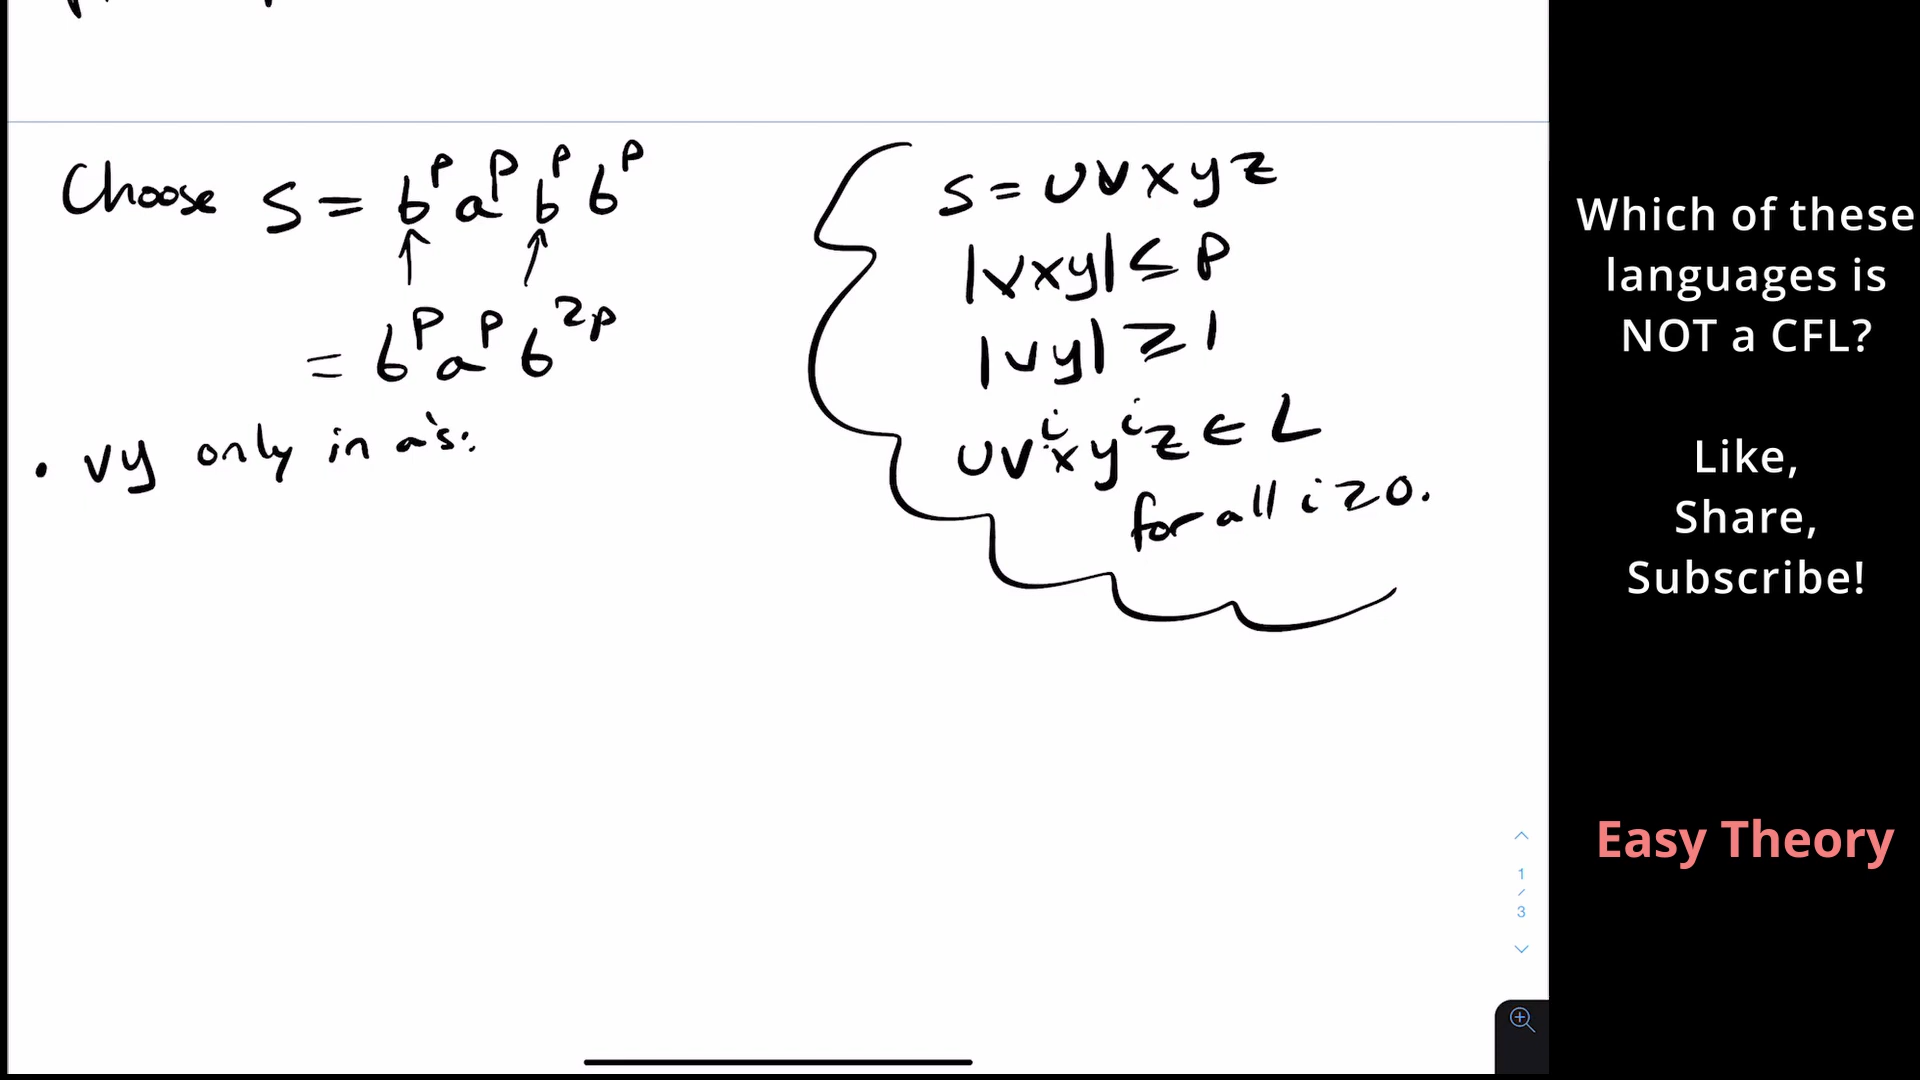 Choose s = b^p a^p b^p b^p
= b^p a^p b^2p
• vy only in a's:
s = uvxyz
|vxy| ≤ p
|vy| ≥ 1
uv^i xy^i z ∈ L
for all i ≥ 0.
Which of these
languages is
NOT a CFL?
Like,
Share,
Subscribe!
Easy Theory
1
/
3